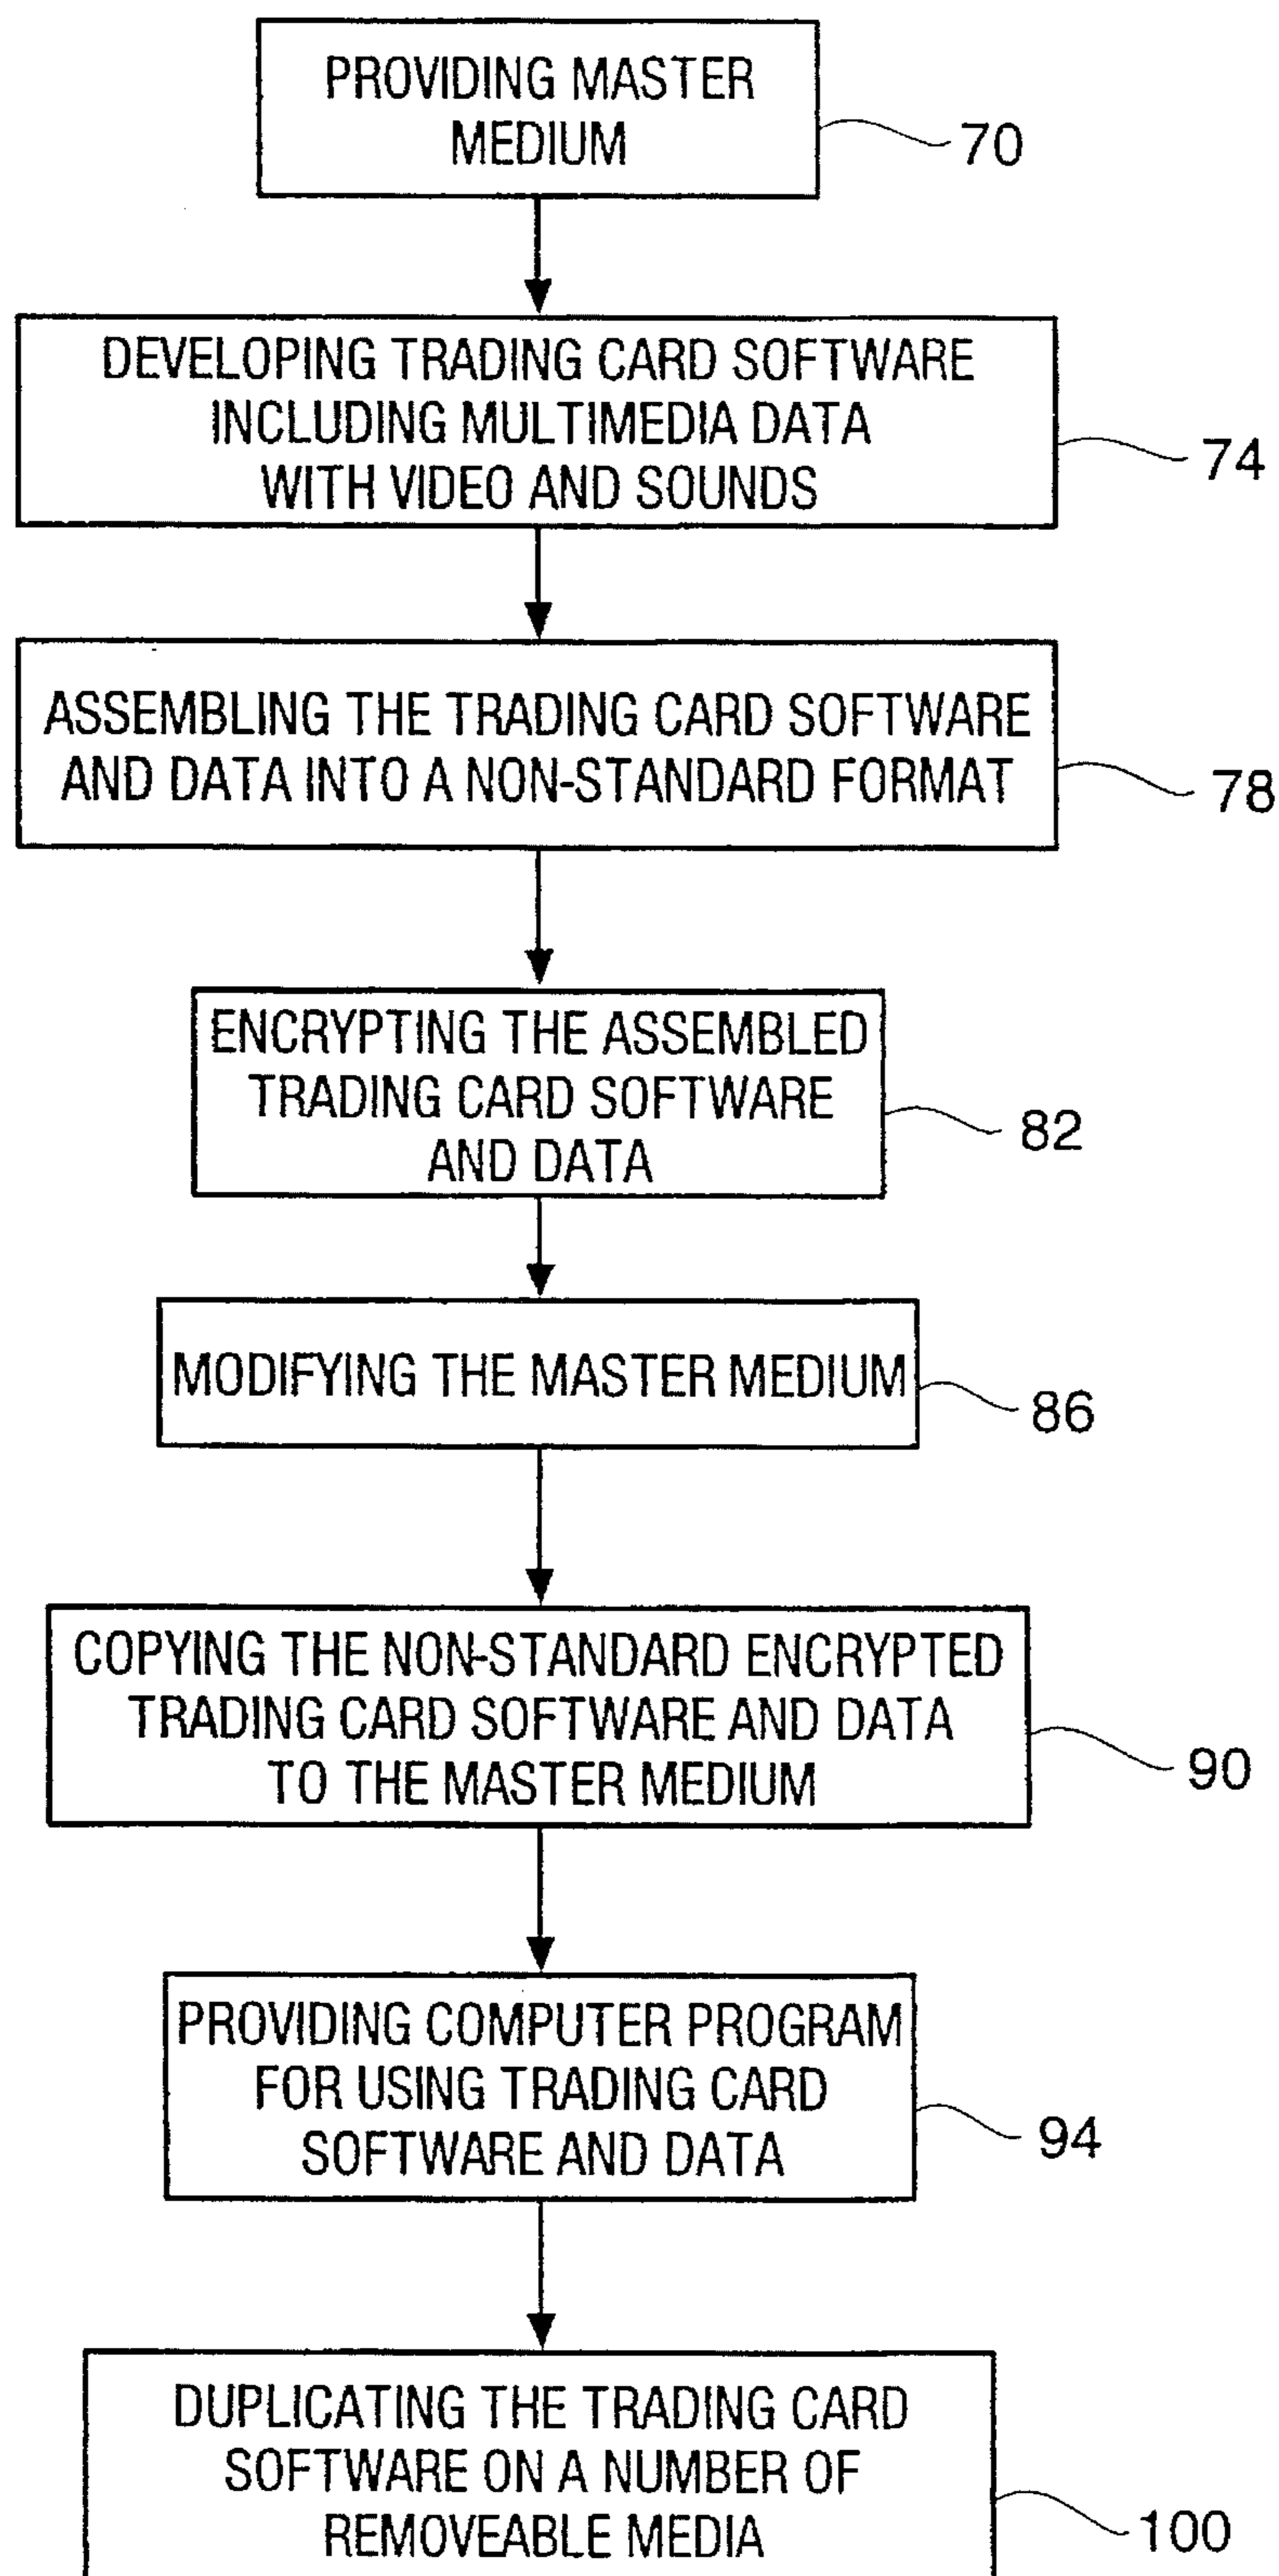 PROVIDING MASTER
MEDIUM
70
DEVELOPING TRADING CARD SOFTWARE
INCLUDING MULTIMEDIA DATA
WITH VIDEO AND SOUNDS
74
ASSEMBLING THE TRADING CARD SOFTWARE
AND DATA INTO A NON-STANDARD FORMAT
78
ENCRYPTING THE ASSEMBLED
TRADING CARD SOFTWARE
AND DATA
82
MODIFYING THE MASTER MEDIUM
86
COPYING THE NON-STANDARD ENCRYPTED
TRADING CARD SOFTWARE AND DATA
TO THE MASTER MEDIUM
90
PROVIDING COMPUTER PROGRAM
FOR USING TRADING CARD
SOFTWARE AND DATA
94
DUPLICATING THE TRADING CARD
SOFTWARE ON A NUMBER OF
REMOVEABLE MEDIA
100